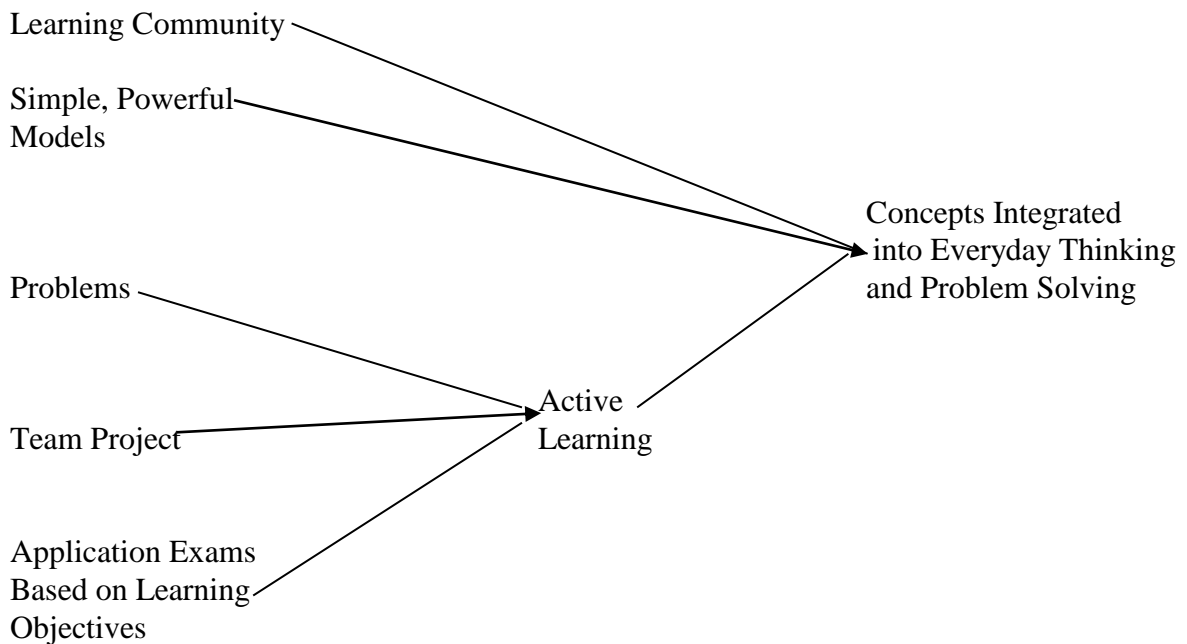 Learning Community
Simple, Powerful
Models
Concepts Integrated
into Everyday Thinking
and Problem Solving
Problems
Active
Learning
Team Project
Application Exams
Based on Learning
Objectives